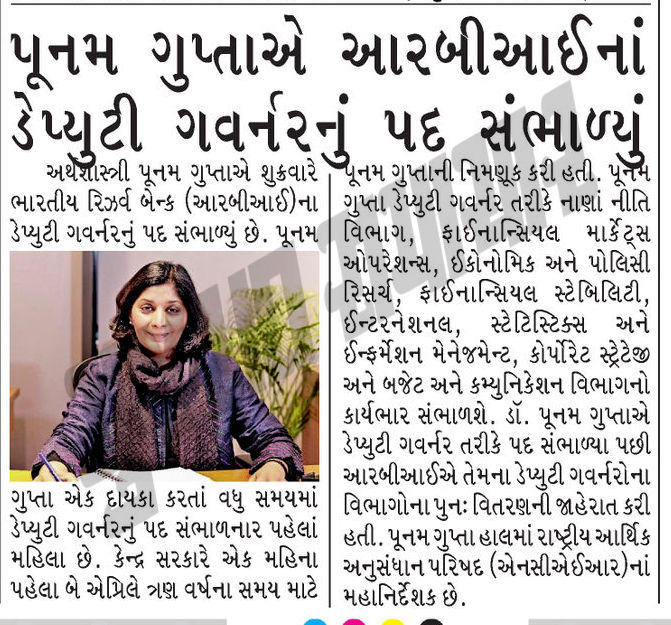 પૂનમ ગુપ્તાએ આરબીઆઈનાં
ડેપ્યુટી ગવર્નરનું પદ સંભાળ્યું
અર્થશાસ્ત્રી પૂનમ ગુપ્તાએ શુક્રવારે
ભારતીય રિઝર્વ બેન્ક (આરબીઆઈ)ના
ડેપ્યુટી ગવર્નરનું પદ સંભાળ્યું છે. પૂનમ
ગુપ્તા એક દાયકા કરતાં વધુ સમયમાં
ડેપ્યુટી ગવર્નરનું પદ સંભાળનાર પહેલાં
મહિલા છે. કેન્દ્ર સરકારે એક મહિના
પહેલા બે એપ્રિલે ત્રણ વર્ષના સમય માટે
પૂનમ ગુપ્તાની નિમણૂક કરી હતી. પૂનમ
ગુપ્તા ડેપ્યુટી ગવર્નર તરીકે નાણાં નીતિ
વિભાગ, ફાઈનાન્સિયલ માર્કેટ્સ
ઓપરેશન્સ, ઈકોનોમિક અને પોલિસી
રિસર્ચ, ફાઈનાન્સિયલ સ્ટેબિલિટી,
ઈન્ટરનેશનલ, સ્ટેટિસ્ટિક્સ અને
ઈન્ફર્મેશન મેનેજમેન્ટ, કોર્પોરેટ સ્ટ્રેટેજી
અને બજેટ અને કમ્યુનિકેશન વિભાગનો
કાર્યભાર સંભાળશે. ડૉ. પૂનમ ગુપ્તાએ
ડેપ્યુટી ગવર્નર તરીકે પદ સંભાળ્યા પછી
આરબીઆઈએ તેમના ડેપ્યુટી ગવર્નરોના
વિભાગોના પુનઃ વિતરણની જાહેરાત કરી
હતી. પૂનમ ગુપ્તા હાલમાં રાષ્ટ્રીય આર્થિક
અનુસંધાન પરિષદ (એનસીએઈઆર)નાં
મહાનિર્દેશક છે.